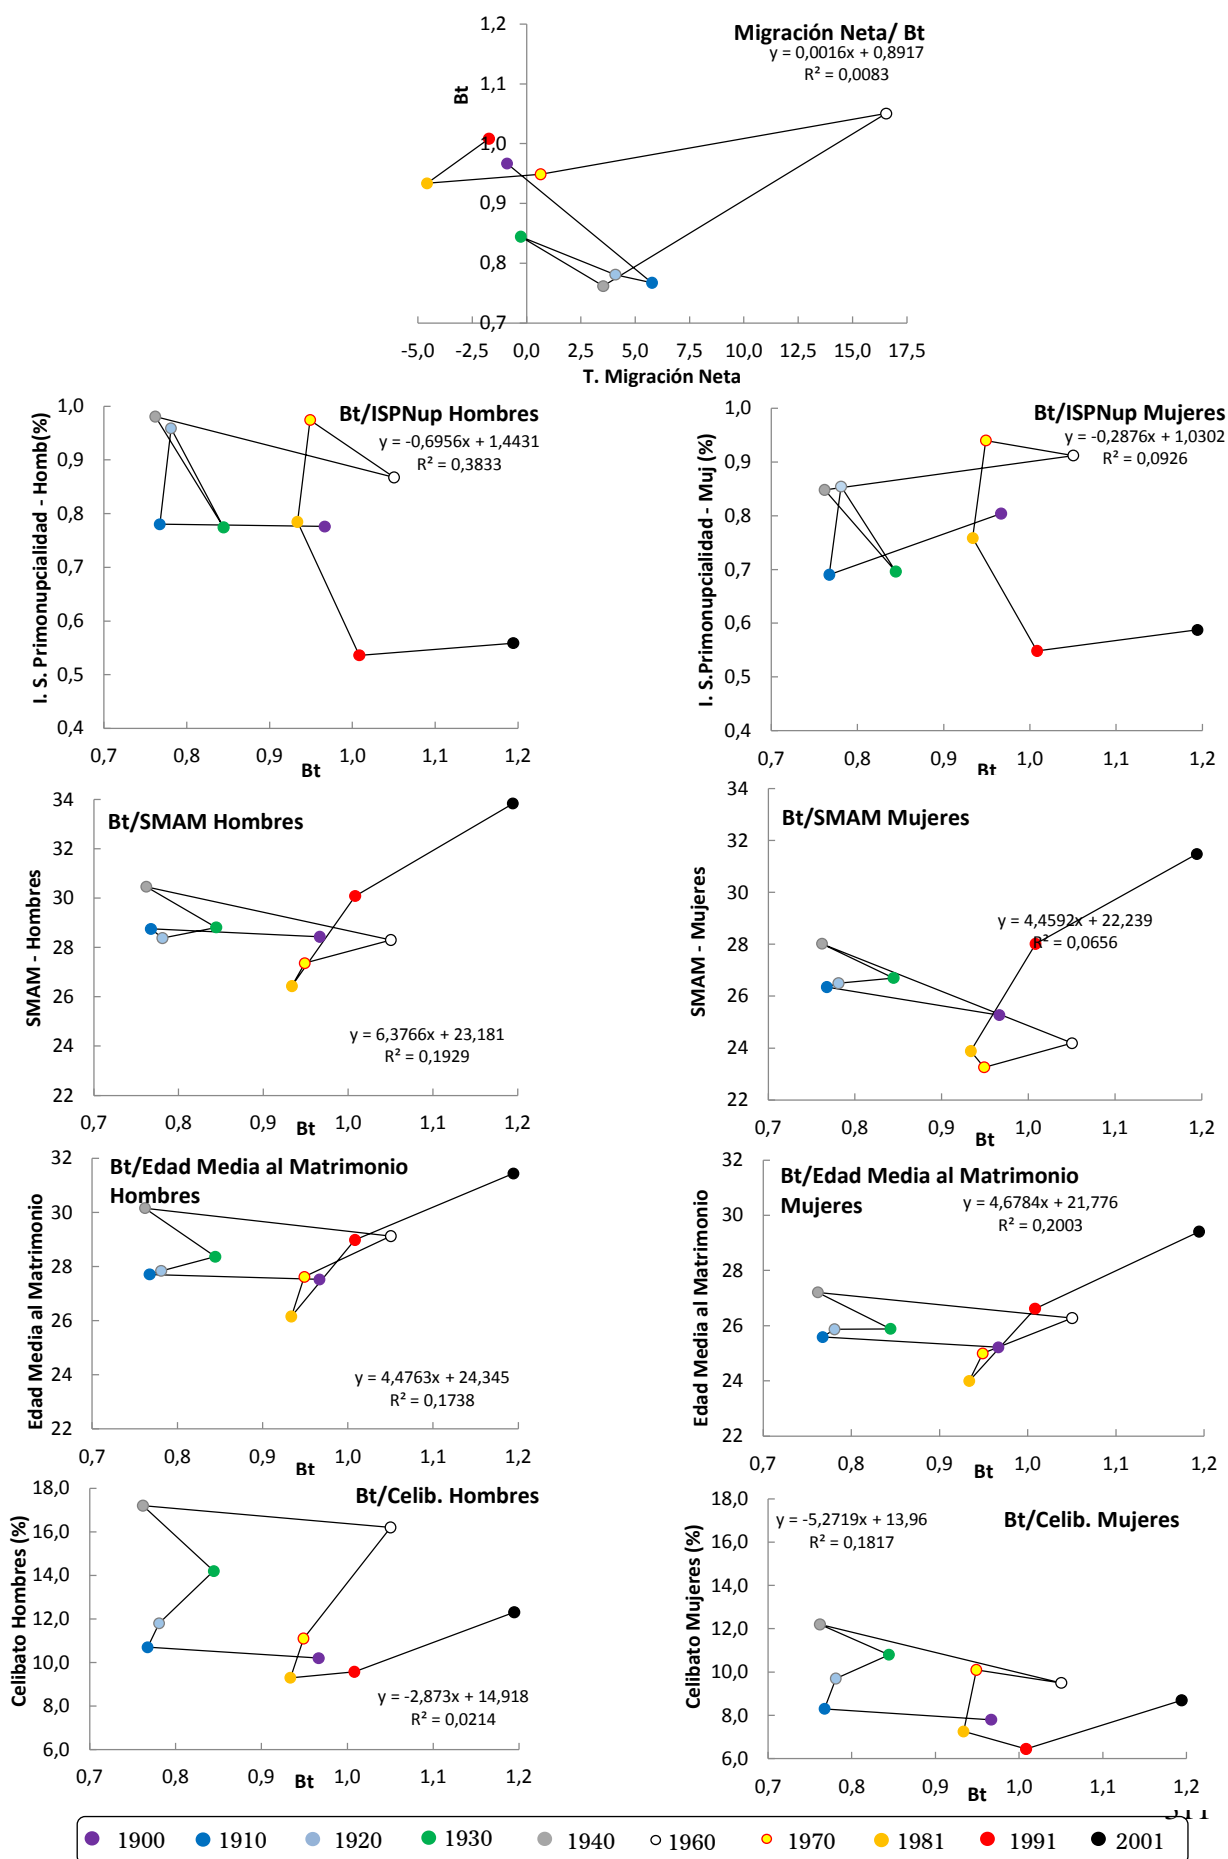 Migración Neta/ Bt
y = 0,0016x + 0,8917
R² = 0,0083
Bt
1,2
1,1
1,0
0,9
0,8
0,7
-5,0 -2,5 0,0 2,5 5,0 7,5 10,0 12,5 15,0 17,5
T. Migración Neta
Bt/ISPNup Hombres
y = -0,6956x + 1,4431
R² = 0,3833
I. S. Primonupcialidad - Homb(%)
1,0
0,9
0,8
0,7
0,6
0,5
0,4
0,7 0,8 0,9 1,0 1,1 1,2
Bt
Bt/ISPNup Mujeres
y = -0,2876x + 1,0302
R² = 0,0926
I. S.Primonupcialidad - Muj (%)
1,0
0,9
0,8
0,7
0,6
0,5
0,4
0,7 0,8 0,9 1,0 1,1 1,2
Bt
Bt/SMAM Hombres
SMAM - Hombres
34
32
30
28
26
24
22
y = 6,3766x + 23,181
R² = 0,1929
0,7 0,8 0,9 1,0 1,1 1,2
Bt
Bt/SMAM Mujeres
SMAM - Mujeres
34
32
30
28
26
24
22
y = 4,4592x + 22,239
R² = 0,0656
0,7 0,8 0,9 1,0 1,1 1,2
Bt
Bt/Edad Media al Matrimonio
Hombres
Edad Media al Matrimonio
32
30
28
26
24
22
y = 4,4763x + 24,345
R² = 0,1738
0,7 0,8 0,9 1,0 1,1 1,2
Bt
Bt/Edad Media al Matrimonio
Mujeres
y = 4,6784x + 21,776
R² = 0,2003
Edad Media al Matrimonio
32
30
28
26
24
22
0,7 0,8 0,9 1,0 1,1 1,2
Bt
Bt/Celib. Hombres
Celibato Hombres (%)
18,0
16,0
14,0
12,0
10,0
8,0
6,0
y = -2,873x + 14,918
R² = 0,0214
0,7 0,8 0,9 1,0 1,1 1,2
Bt
y = -5,2719x + 13,96
R² = 0,1817
Bt/Celib. Mujeres
Celibato Mujeres (%)
18,0
16,0
14,0
12,0
10,0
8,0
6,0
0,7 0,8 0,9 1,0 1,1 1,2
Bt
1900 1910 1920 1930 1940 1960 1970 1981 1991 2001